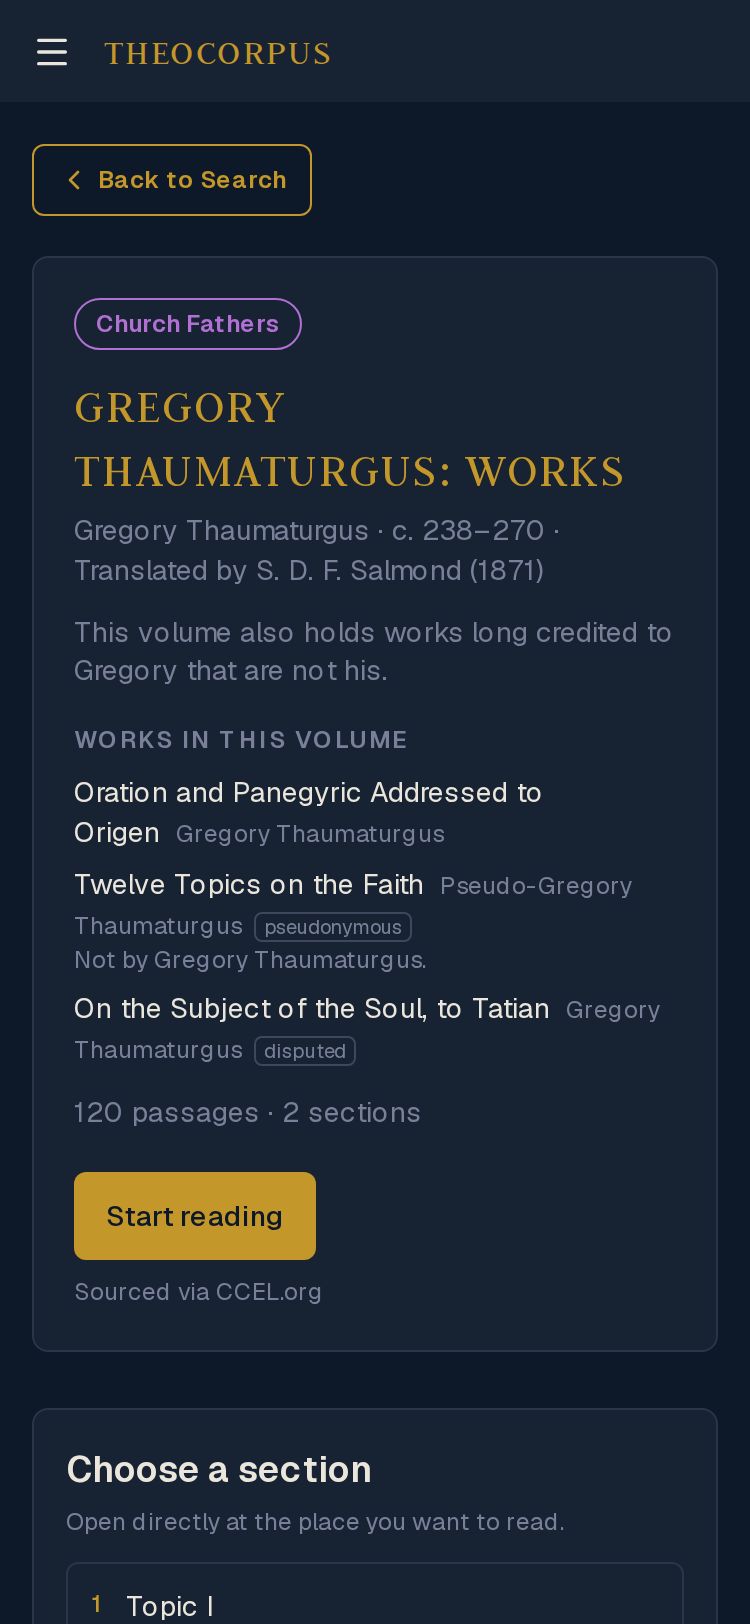 THEOCORPUS
Back to Search
Church Fathers
GREGORY
THAUMATURGUS: WORKS
Gregory Thaumaturgus · c. 238–270 ·
Translated by S. D. F. Salmond (1871)
This volume also holds works long credited to
Gregory that are not his.
WORKS IN THIS VOLUME
Oration and Panegyric Addressed to
Origen Gregory Thaumaturgus
Twelve Topics on the Faith Pseudo-Gregory
Thaumaturgus pseudonymous
Not by Gregory Thaumaturgus.
On the Subject of the Soul, to Tatian Gregory
Thaumaturgus disputed
120 passages · 2 sections
Start reading
Sourced via CCEL.org
Choose a section
Open directly at the place you want to read.
1 Topic I